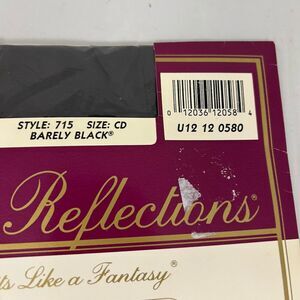 STYLE: 715 SIZE: CD
BARELY BLACK®
0 12036 12058 4
U12 12 0580
Reflections®
Like a Fantasy®